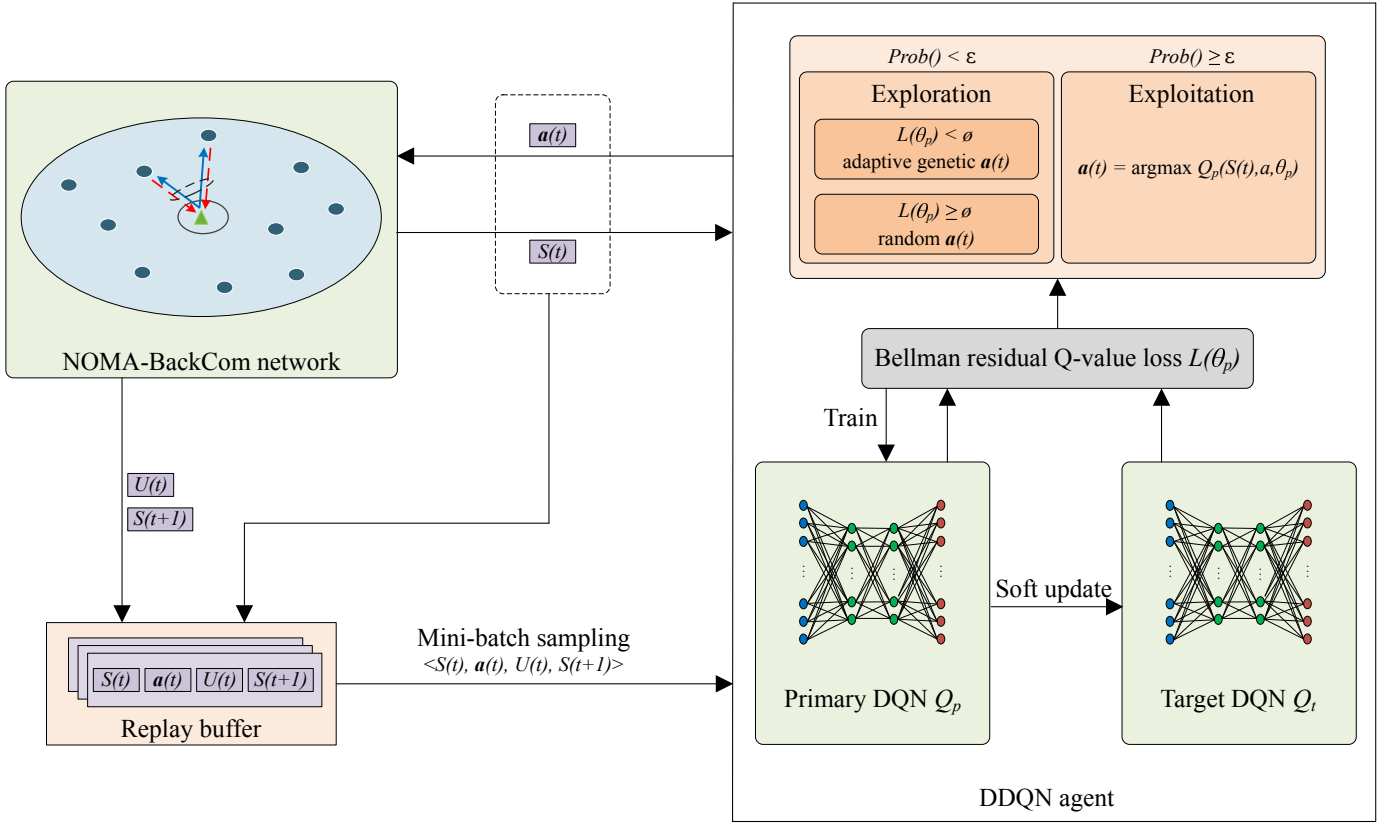 NOMA-BackCom network
a(t)
S(t)
U(t)
S(t+1)
S(t) a(t) U(t) S(t+1)
Replay buffer
Mini-batch sampling
<S(t), a(t), U(t), S(t+1)>
Prob() < ε
Prob() ≥ ε
Exploration
L(θp) < ø
adaptive genetic a(t)
L(θp) ≥ ø
random a(t)
Exploitation
a(t) = argmax Qp(S(t),a,θp)
Bellman residual Q-value loss L(θp)
Train
Soft update
Primary DQN Qp
Target DQN Qt
DDQN agent